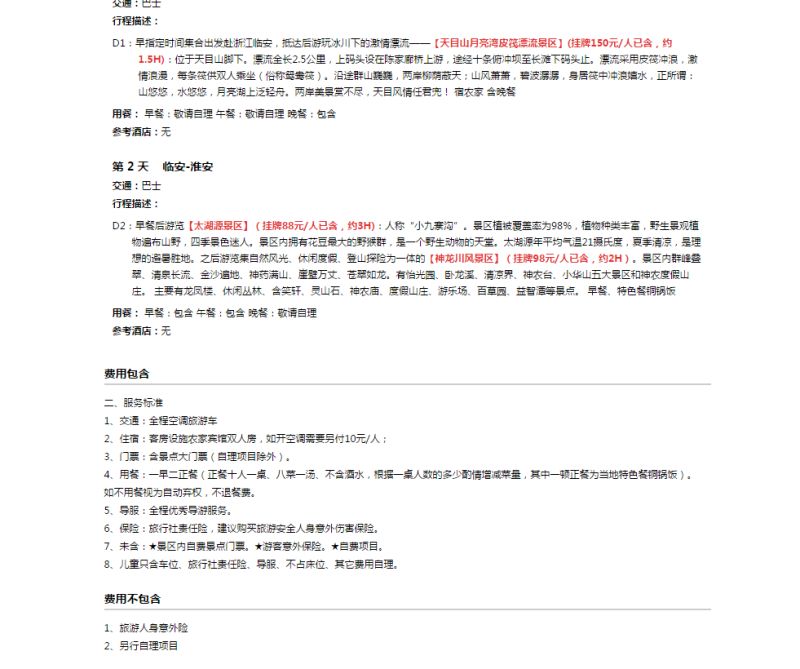 交通：巴士
行程描述：
D1：早指定时间集合出发赴浙江临安，抵达后游玩冰川下的激情漂流——【天目山月亮湾皮筏漂流景区】(挂牌150元/人已含，约
1.5H)：位于天目山脚下。漂流全长2.5公里，上码头设在陈家廊桥上游，途经十条俯冲坝至长滩下码头止。漂流采用皮筏冲浪，激
情浪漫，每条筏供双人乘坐（俗称鸳鸯筏）。沿途群山巍巍，两岸柳荫蔽天；山风萧萧，碧波潺潺，身居筏中冲浪嬉水，正所谓：
山悠悠，水悠悠，月亮湖上泛轻舟。两岸美景赏不尽，天目风情任君兜！ 宿农家 含晚餐
用餐： 早餐：敬请自理 午餐：敬请自理 晚餐：包含
参考酒店：无
第 2 天 临安-淮安
交通：巴士
行程描述：
D2：早餐后游览【太湖源景区】（挂牌88元/人已含，约3H)：人称“小九寨沟”。景区植被覆盖率为98%，植物种类丰富，野生景观植
物遍布山野，四季景色迷人。景区内拥有花豆最大的野猴群，是一个野生动物的天堂。太湖源年平均气温21摄氏度，夏季清凉，是理
想的避暑胜地。之后游览集自然风光、休闲度假、登山探险为一体的【神龙川风景区】（挂牌98元/人已含，约2H）。景区内群峰叠
翠、清泉长流、金沙遍地、神药满山、崖壁万丈、苍翠如龙。有怡光园、卧龙溪、清凉界、神农台、小华山五大景区和神农度假山
庄。 主要有龙凤楼、休闲丛林、含笑轩、灵山石、神农庙、度假山庄、游乐场、百草园、益智潭等景点。 早餐、特色餐铜锅饭
用餐： 早餐：包含 午餐：包含 晚餐：敬请自理
参考酒店：无
费用包含
二、服务标准
1、交通：全程空调旅游车
2、住宿：客房设施农家宾馆双人房，如开空调需要另付10元/人；
3、门票：含景点大门票（自理项目除外）。
4、用餐：一早二正餐（正餐十人一桌、八菜一汤、不含酒水，根据一桌人数的多少酌情增减菜量，其中一顿正餐为当地特色餐铜锅饭）。
如不用餐视为自动弃权，不退餐费。
5、导服：全程优秀导游服务。
6、保险：旅行社责任险，建议购买旅游安全人身意外伤害保险。
7、未含：★景区内自费景点门票。★游客意外保险。★自费项目。
8、儿童只含车位、旅行社责任险、导服、不占床位、其它费用自理。
费用不包含
1、旅游人身意外险
2、另行自理项目